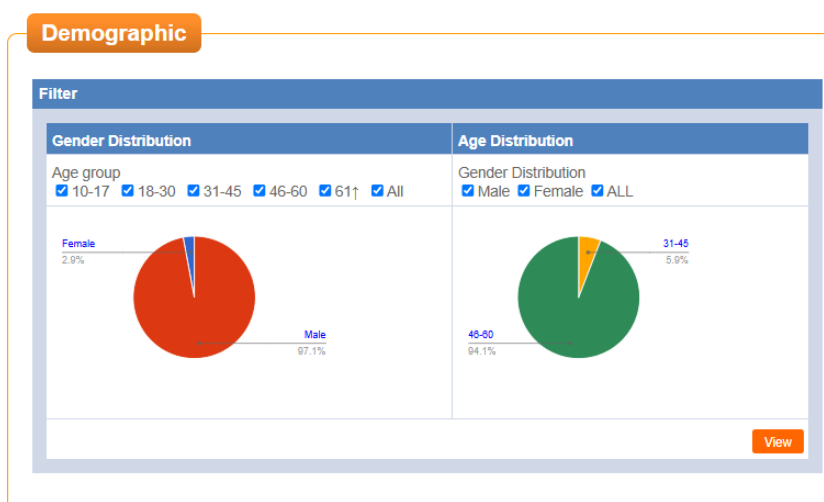 Demographic
Filter
Gender Distribution
Age group
10-17 18-30 31-45 46-60 61↑ All
Female
2.9%
Male
97.1%
Age Distribution
Gender Distribution
Male Female ALL
31-45
5.9%
46-60
94.1%
View